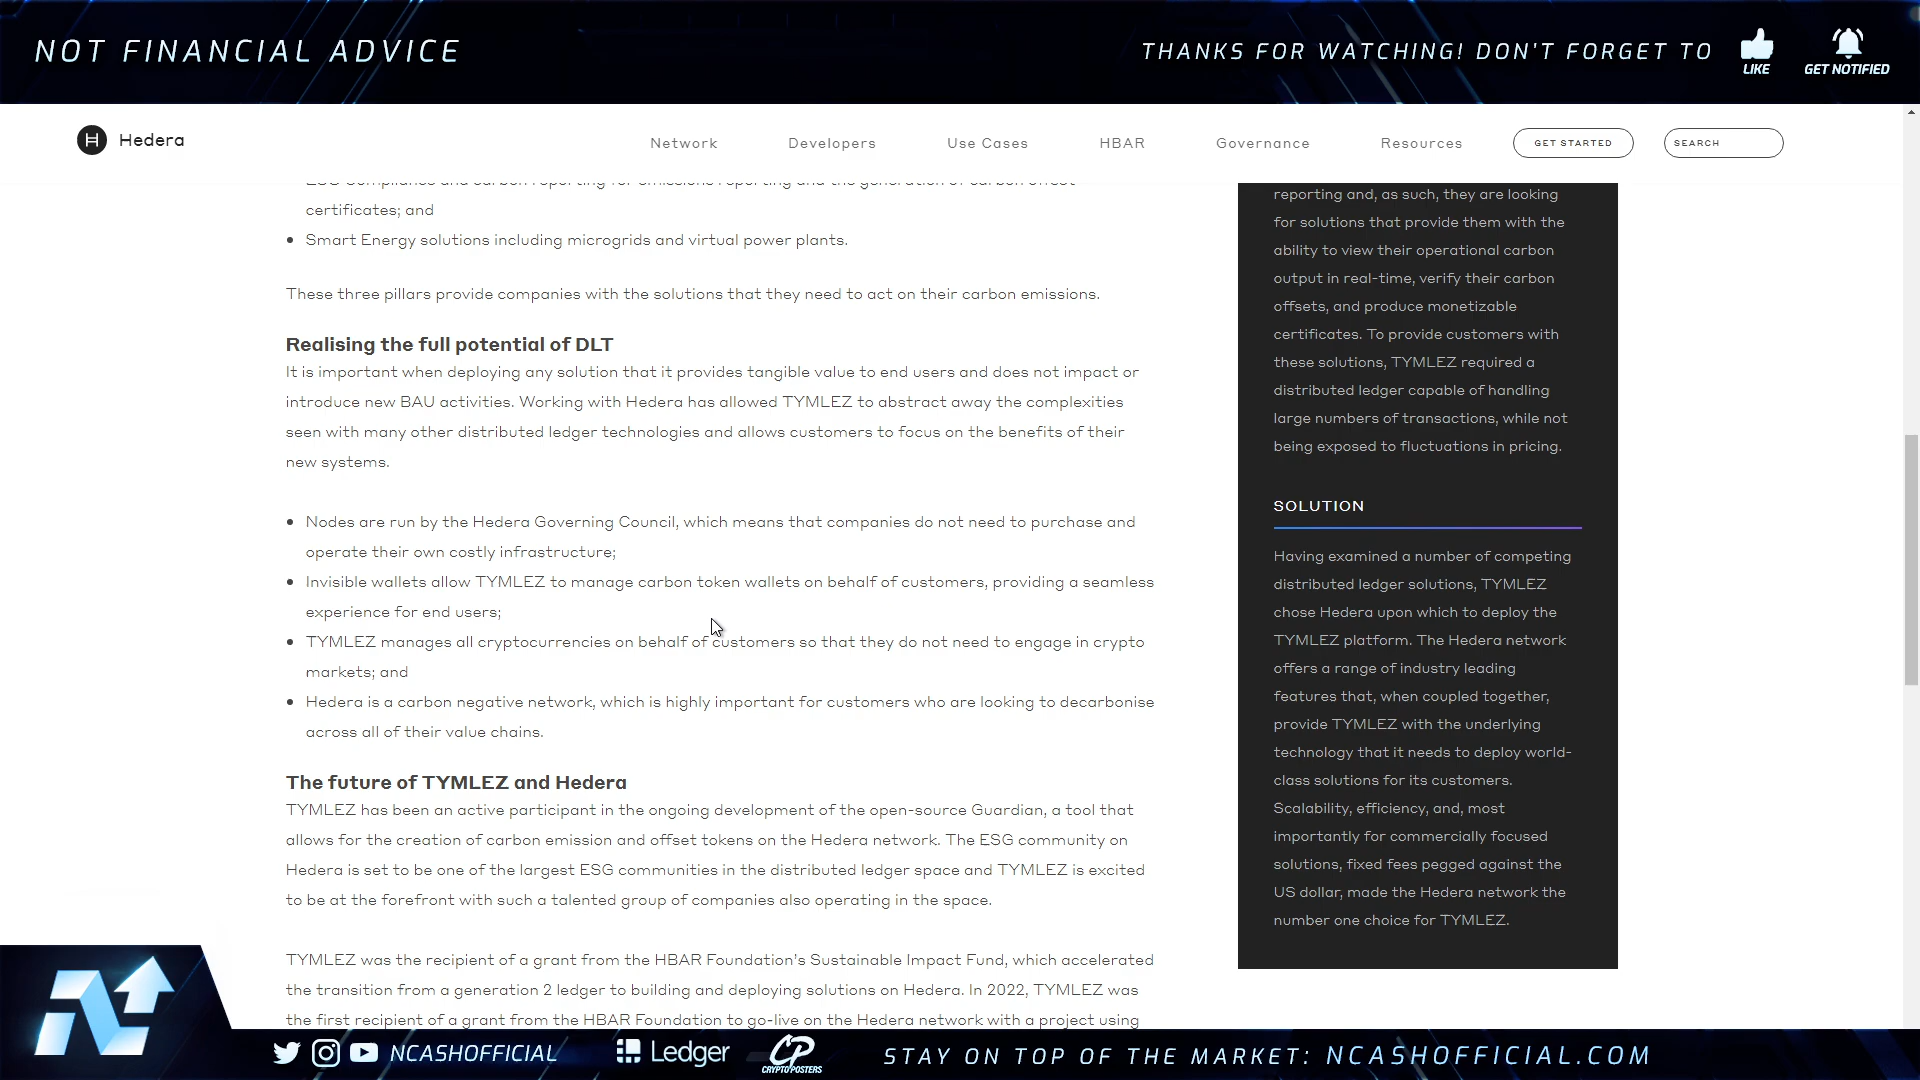 NOT FINANCIAL ADVICE
THANKS FOR WATCHING! DON'T FORGET TO
LIKE
GET NOTIFIED
H Hedera
Network
Developers
Use Cases
HBAR
Governance
Resources
GET STARTED
SEARCH
ESG Compliance and carbon reporting for emissions reporting and the generation of carbon offset
certificates; and
• Smart Energy solutions including microgrids and virtual power plants.
These three pillars provide companies with the solutions that they need to act on their carbon emissions.
Realising the full potential of DLT
It is important when deploying any solution that it provides tangible value to end users and does not impact or
introduce new BAU activities. Working with Hedera has allowed TYMLEZ to abstract away the complexities
seen with many other distributed ledger technologies and allows customers to focus on the benefits of their
new systems.
• Nodes are run by the Hedera Governing Council, which means that companies do not need to purchase and
operate their own costly infrastructure;
• Invisible wallets allow TYMLEZ to manage carbon token wallets on behalf of customers, providing a seamless
experience for end users;
• TYMLEZ manages all cryptocurrencies on behalf of customers so that they do not need to engage in crypto
markets; and
• Hedera is a carbon negative network, which is highly important for customers who are looking to decarbonise
across all of their value chains.
The future of TYMLEZ and Hedera
TYMLEZ has been an active participant in the ongoing development of the open-source Guardian, a tool that
allows for the creation of carbon emission and offset tokens on the Hedera network. The ESG community on
Hedera is set to be one of the largest ESG communities in the distributed ledger space and TYMLEZ is excited
to be at the forefront with such a talented group of companies also operating in the space.
TYMLEZ was the recipient of a grant from the HBAR Foundation's Sustainable Impact Fund, which accelerated
the transition from a generation 2 ledger to building and deploying solutions on Hedera. In 2022, TYMLEZ was
the first recipient of a grant from the HBAR Foundation to go-live on the Hedera network with a project using
reporting and, as such, they are looking
for solutions that provide them with the
ability to view their operational carbon
output in real-time, verify their carbon
offsets, and produce monetizable
certificates. To provide customers with
these solutions, TYMLEZ required a
distributed ledger capable of handling
large numbers of transactions, while not
being exposed to fluctuations in pricing.
SOLUTION
Having examined a number of competing
distributed ledger solutions, TYMLEZ
chose Hedera upon which to deploy the
TYMLEZ platform. The Hedera network
offers a range of industry leading
features that, when coupled together,
provide TYMLEZ with the underlying
technology that it needs to deploy world-
class solutions for its customers.
Scalability, efficiency, and, most
importantly for commercially focused
solutions, fixed fees pegged against the
US dollar, made the Hedera network the
number one choice for TYMLEZ.
NCASHOFFICIAL
Ledger
CP
CRYPTO POSTERS
STAY ON TOP OF THE MARKET: NCASHOFFICIAL.COM